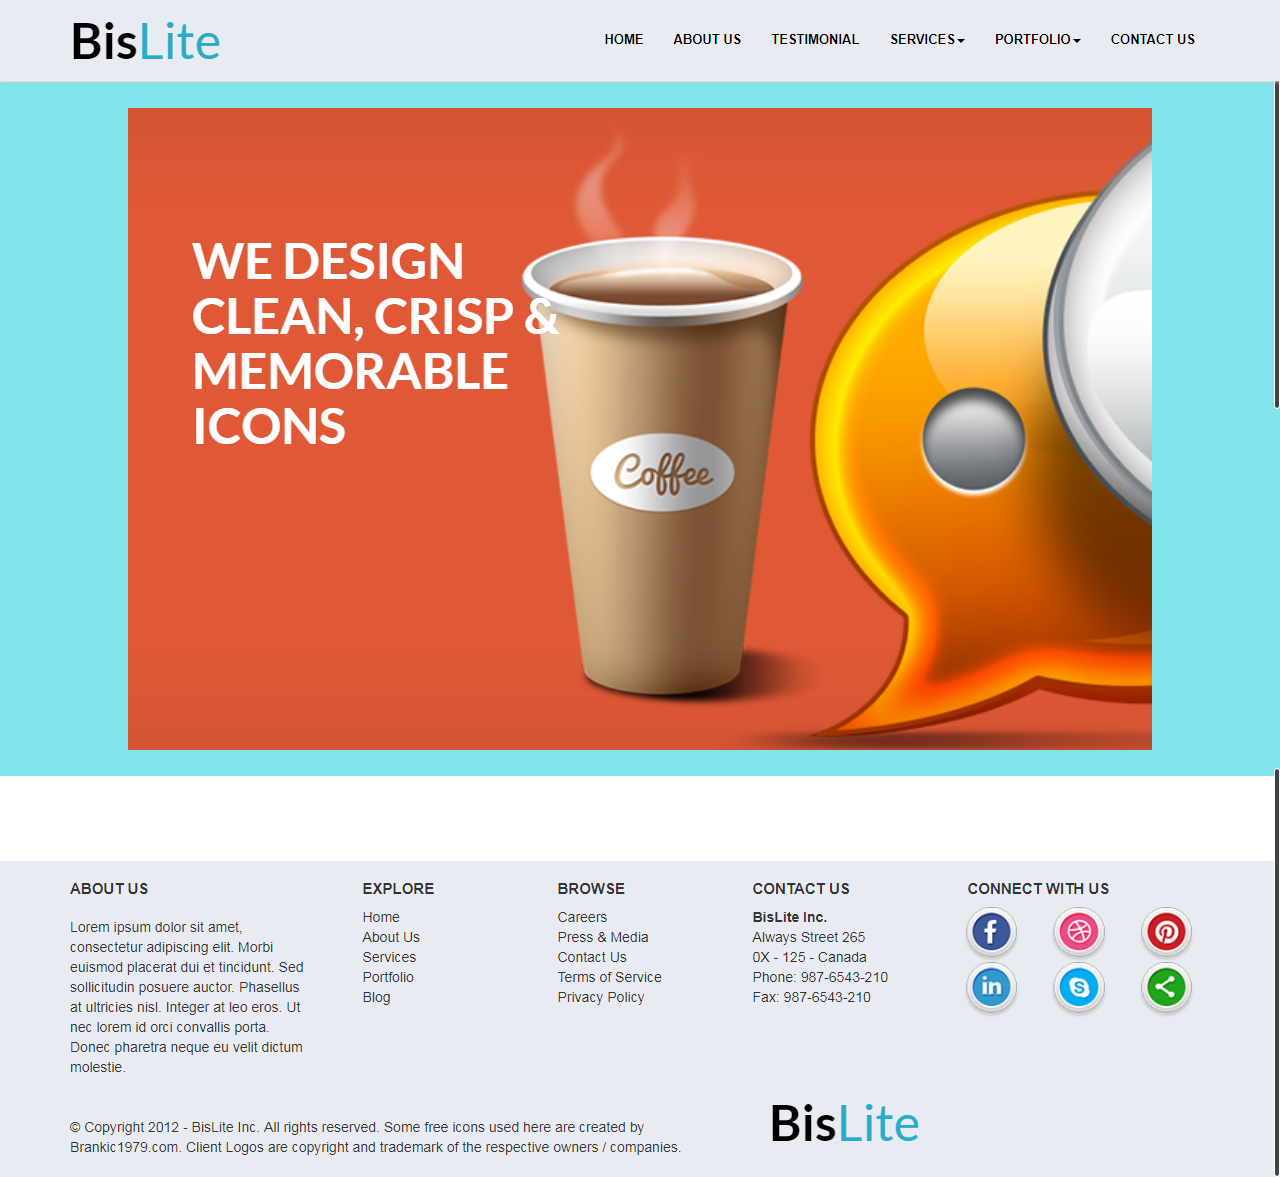 BisLite
HOME ABOUT US TESTIMONIAL SERVICES PORTFOLIO CONTACT US
WE DESIGN
CLEAN, CRISP &
MEMORABLE
ICONS
Coffee
ABOUT US
Lorem ipsum dolor sit amet,
consectetur adipiscing elit. Morbi
euismod placerat dui et tincidunt. Sed
sollicitudin posuere auctor. Phasellus
at ultricies nisl. Integer at leo eros. Ut
nec lorem id orci convallis porta.
Donec pharetra neque eu velit dictum
molestie.
EXPLORE
Home
About Us
Services
Portfolio
Blog
BROWSE
Careers
Press & Media
Contact Us
Terms of Service
Privacy Policy
CONTACT US
BisLite Inc.
Always Street 265
0X - 125 - Canada
Phone: 987-6543-210
Fax: 987-6543-210
CONNECT WITH US
© Copyright 2012 - BisLite Inc. All rights reserved. Some free icons used here are created by
Brankic1979.com. Client Logos are copyright and trademark of the respective owners / companies.
BisLite